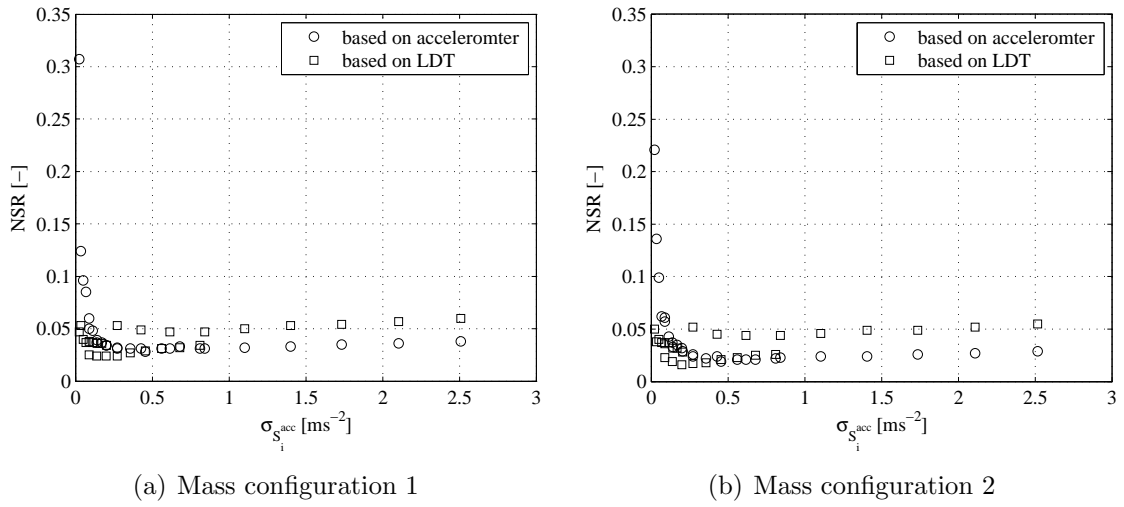 0.35
0.3
0.25
0.2
0.15
0.1
0.05
0
NSR [−]
0 0.5 1 1.5 2 2.5 3
σ_{S_i^{acc}} [ms⁻²]
based on acceleromter
based on LDT
(a) Mass configuration 1
0.35
0.3
0.25
0.2
0.15
0.1
0.05
0
NSR [−]
0 0.5 1 1.5 2 2.5 3
σ_{S_i^{acc}} [ms⁻²]
based on acceleromter
based on LDT
(b) Mass configuration 2